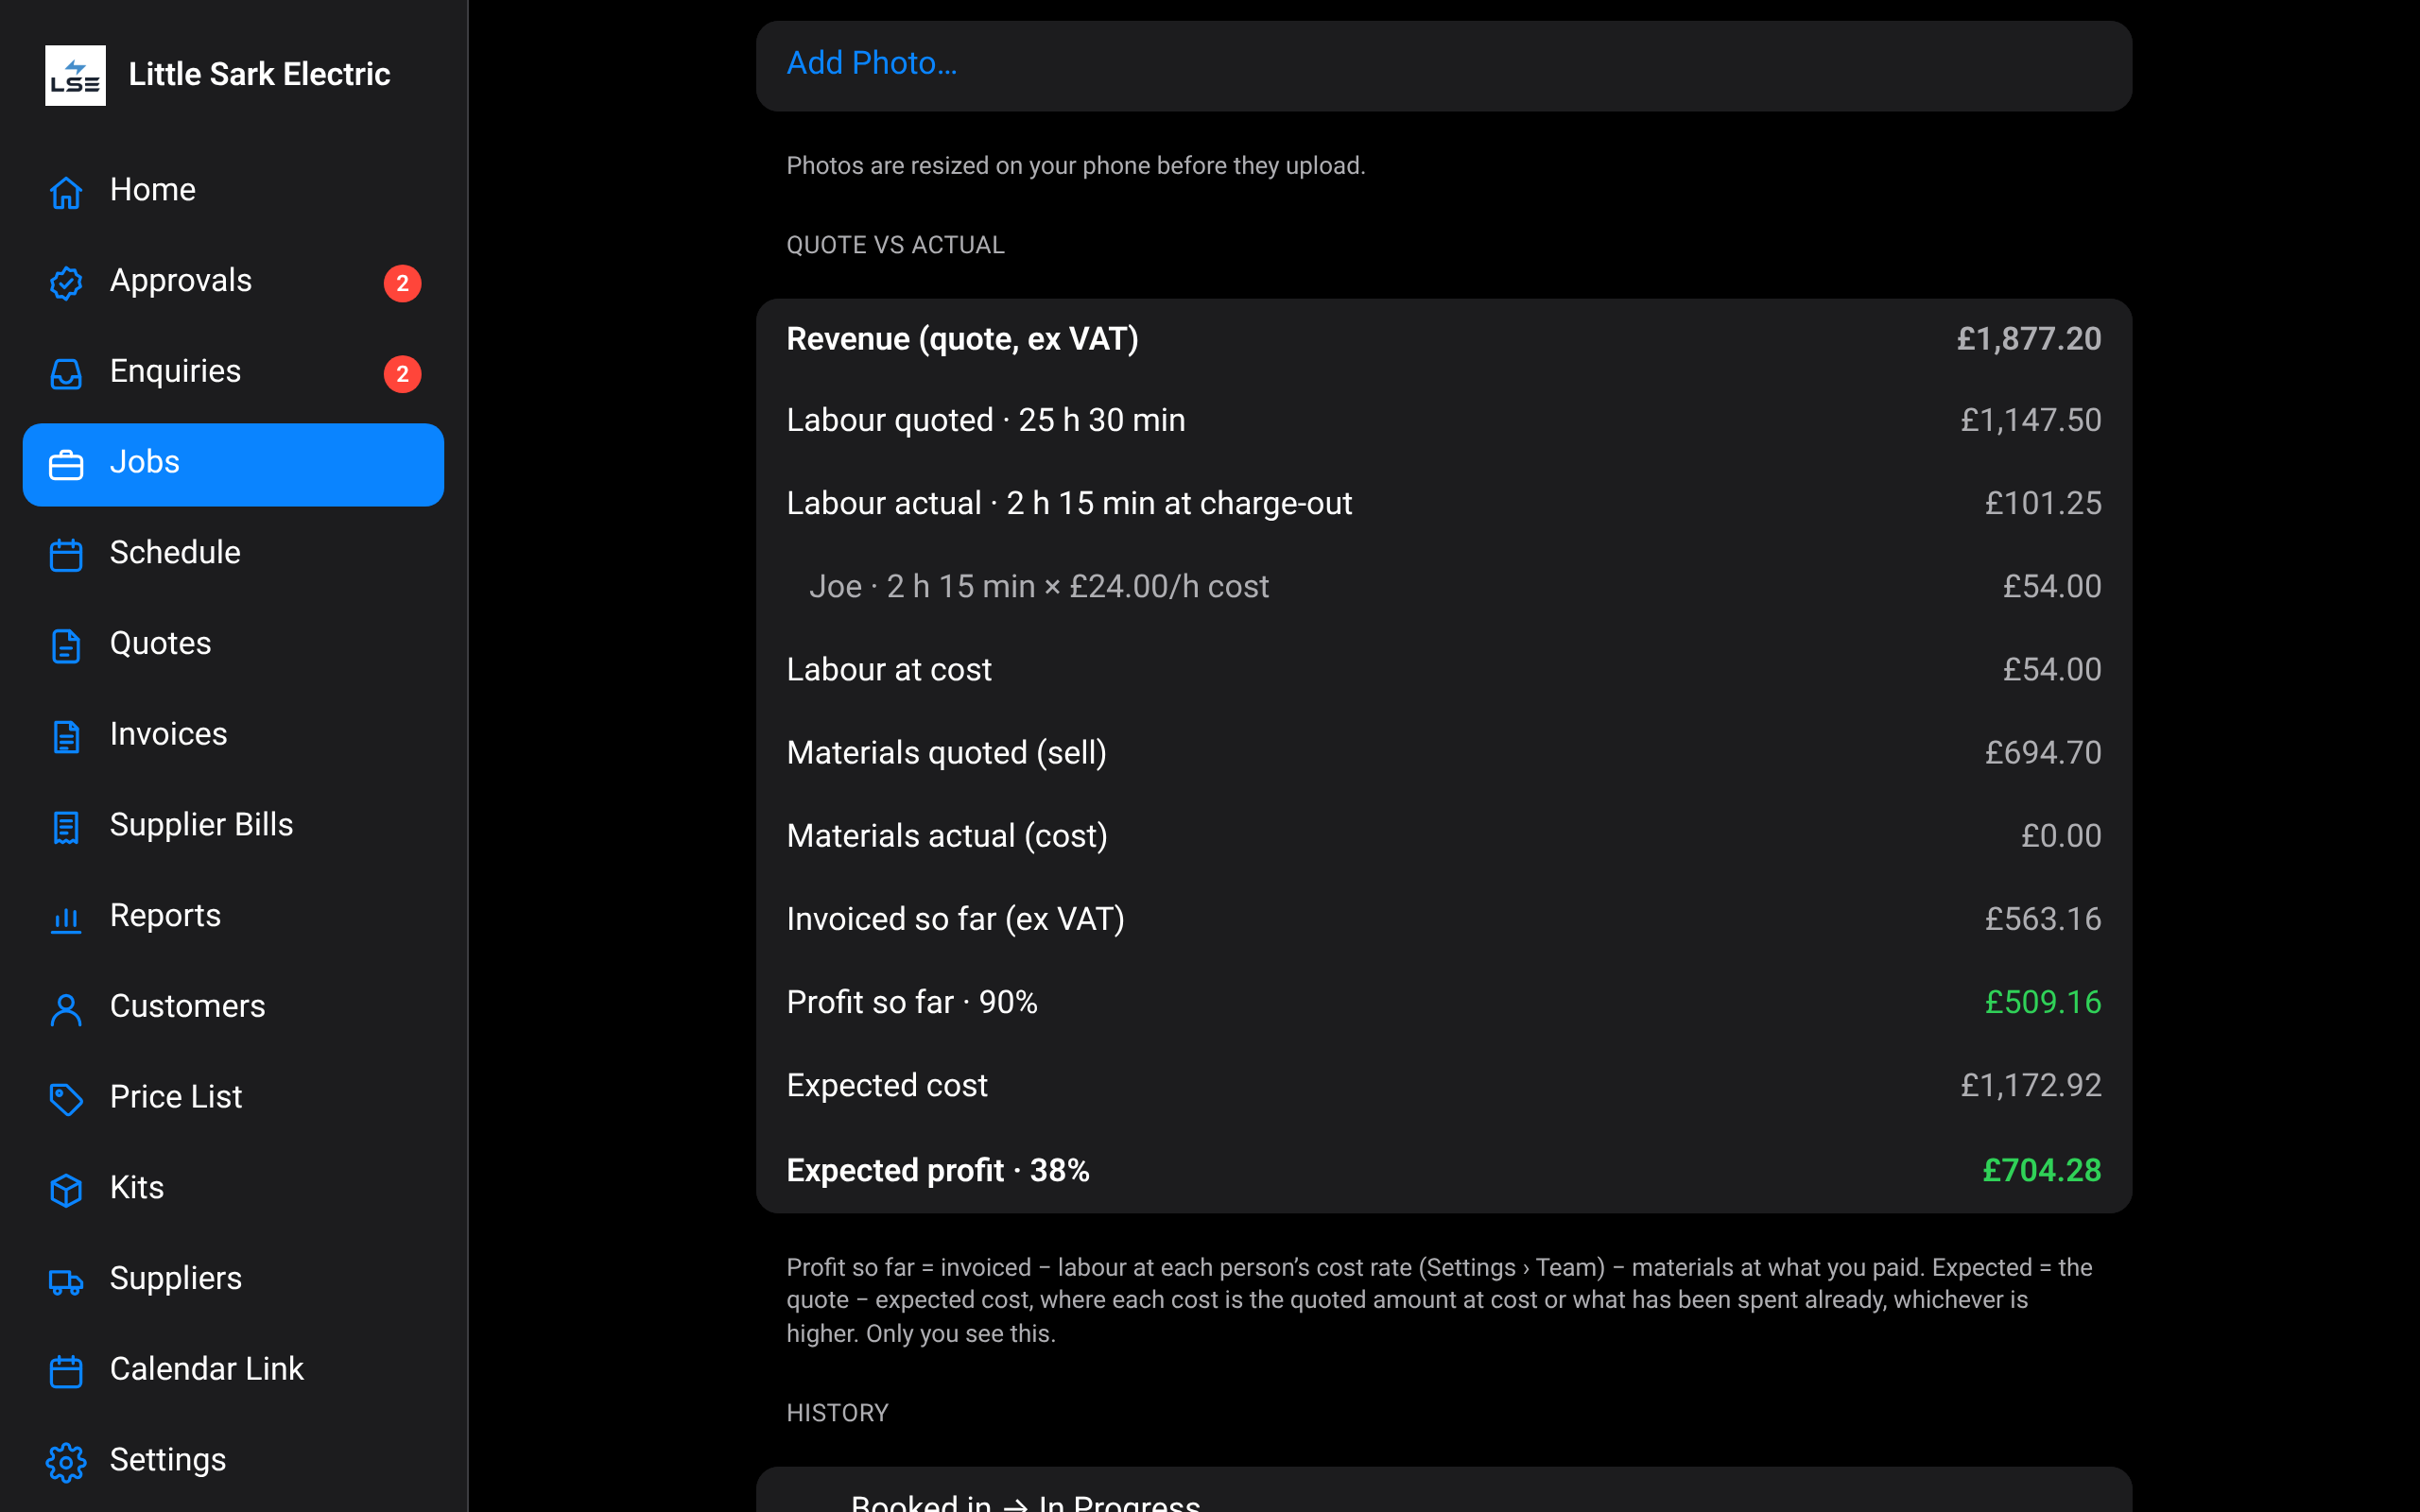 LSE
Little Sark Electric
Home
Approvals 2
Enquiries 2
Jobs
Schedule
Quotes
Invoices
Supplier Bills
Reports
Customers
Price List
Kits
Suppliers
Calendar Link
Settings
Add Photo…
Photos are resized on your phone before they upload.
QUOTE VS ACTUAL
Revenue (quote, ex VAT) £1,877.20
Labour quoted · 25 h 30 min £1,147.50
Labour actual · 2 h 15 min at charge-out £101.25
Joe · 2 h 15 min × £24.00/h cost £54.00
Labour at cost £54.00
Materials quoted (sell) £694.70
Materials actual (cost) £0.00
Invoiced so far (ex VAT) £563.16
Profit so far · 90% £509.16
Expected cost £1,172.92
Expected profit · 38% £704.28
Profit so far = invoiced − labour at each person’s cost rate (Settings › Team) − materials at what you paid. Expected = the
quote − expected cost, where each cost is the quoted amount at cost or what has been spent already, whichever is
higher. Only you see this.
HISTORY
Booked in → In Progress